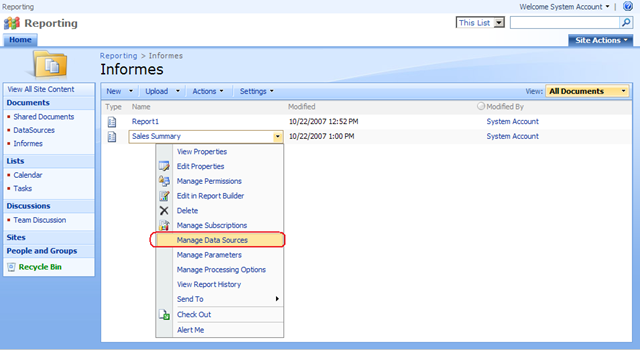 Reporting
Welcome System Account
Reporting
This List
Home
Site Actions
Reporting > Informes
Informes
View All Site Content
Documents
Shared Documents
DataSources
Informes
Lists
Calendar
Tasks
Discussions
Team Discussion
Sites
People and Groups
Recycle Bin
New Upload Actions Settings View: All Documents
Type Name Modified Modified By
Report1 10/22/2007 12:52 PM System Account
Sales Summary 10/22/2007 1:00 PM System Account
View Properties
Edit Properties
Manage Permissions
Edit in Report Builder
Delete
Manage Subscriptions
Manage Data Sources
Manage Parameters
Manage Processing Options
View Report History
Send To
Check Out
Alert Me